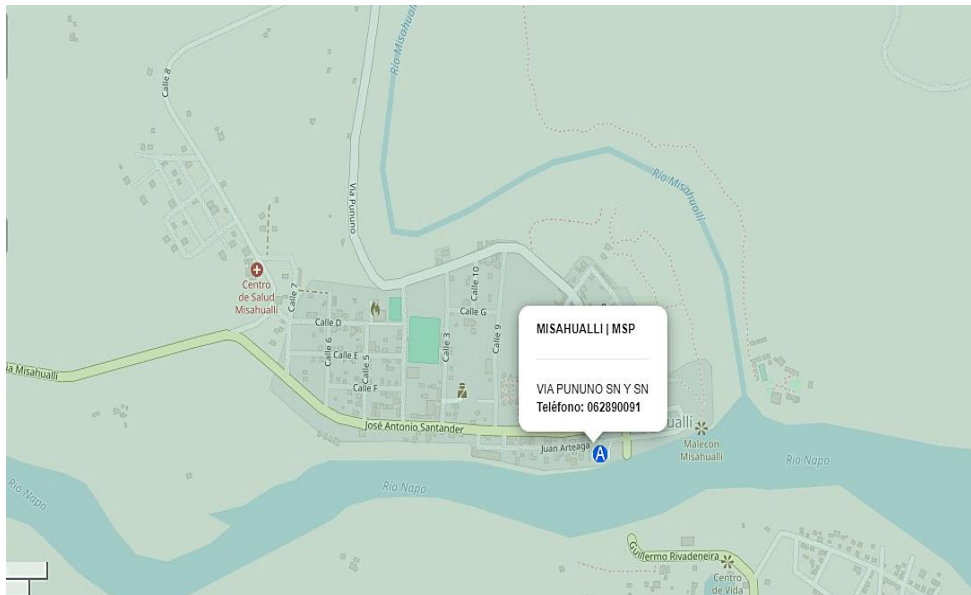 Calle 8
Río Misahualli
Vía Pununo
Río Misahualli
Centro
de Salud
Misahualli
Calle 7
Calle 10
Calle G
Calle D
Calle 6
Calle E
Calle 5
Calle 3
Calle 9
Calle F
MISAHUALLI | MSP
VIA PUNUNO SN Y SN
Teléfono: 062890091
a Misahualli
José Antonio Santander
Juan Arteaga
A
ualli
Malecon
Misahualli
Río Napo
Río Napo
Río Napo
Guillermo Rivadeneira
Centro
de Vida